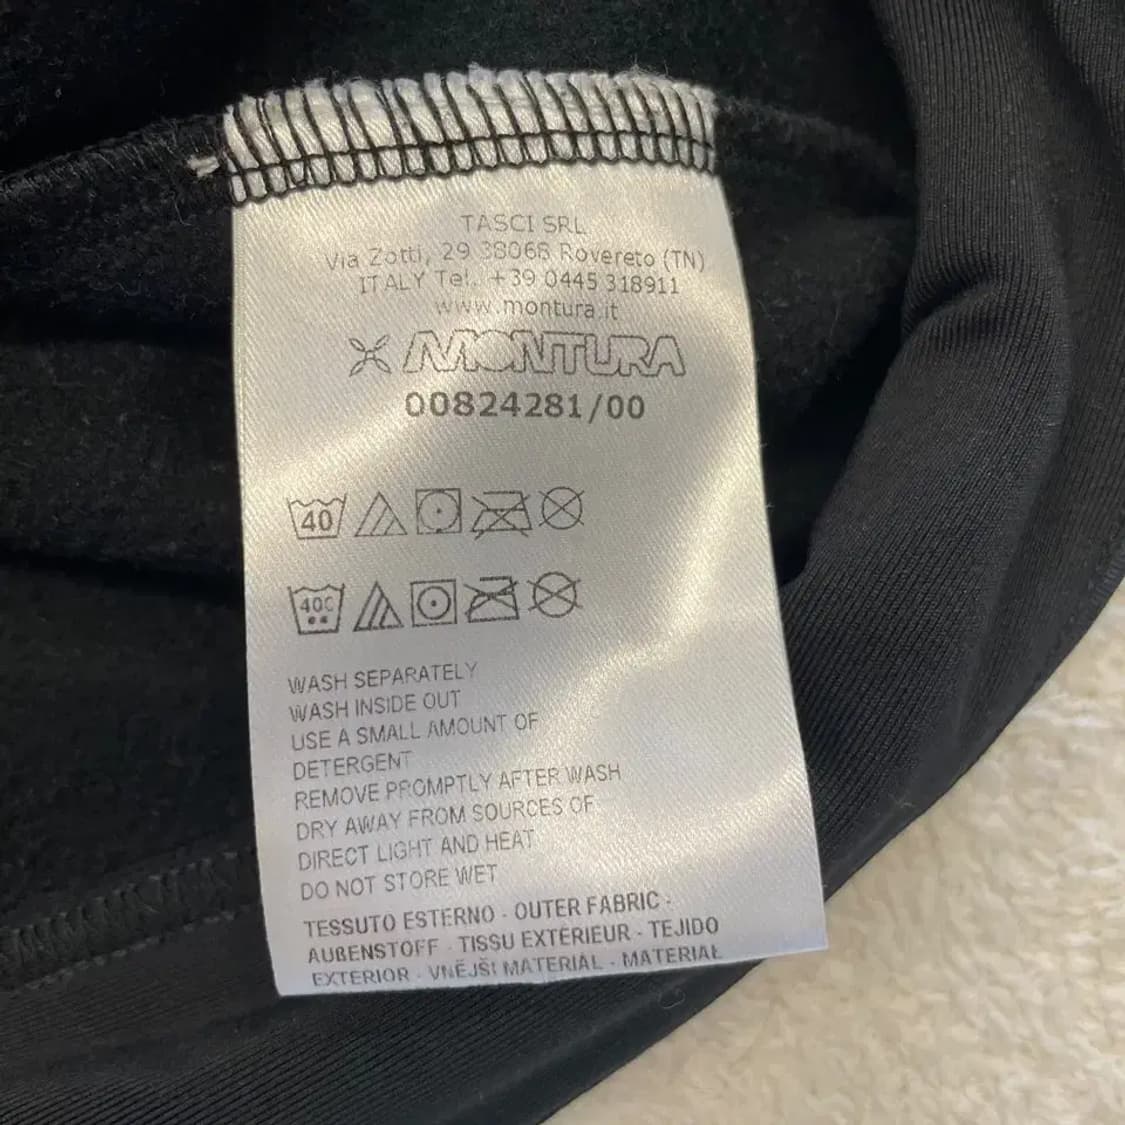 TASCI SRL
Via Zotti, 29 38068 Rovereto (TN)
ITALY Tel. +39 0445 318911
www.montura.it
MONTURA
00824281/00
40
40C
WASH SEPARATELY
WASH INSIDE OUT
USE A SMALL AMOUNT OF
DETERGENT
REMOVE PROMPTLY AFTER WASH
DRY AWAY FROM SOURCES OF
DIRECT LIGHT AND HEAT
DO NOT STORE WET
TESSUTO ESTERNO - OUTER FABRIC -
AUßENSTOFF - TISSU EXTÉRIEUR - TEJIDO
EXTERIOR - VNĚJŠÍ MATERIÁL - MATERIAŁ